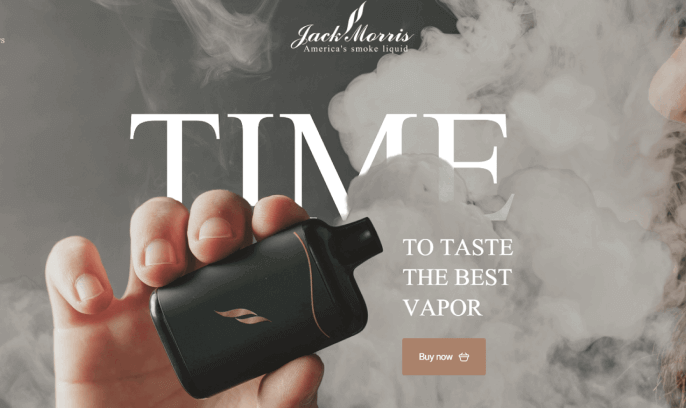 Jack Morris
America's smoke liquid
TIME
TO TASTE
THE BEST
VAPOR
Buy now